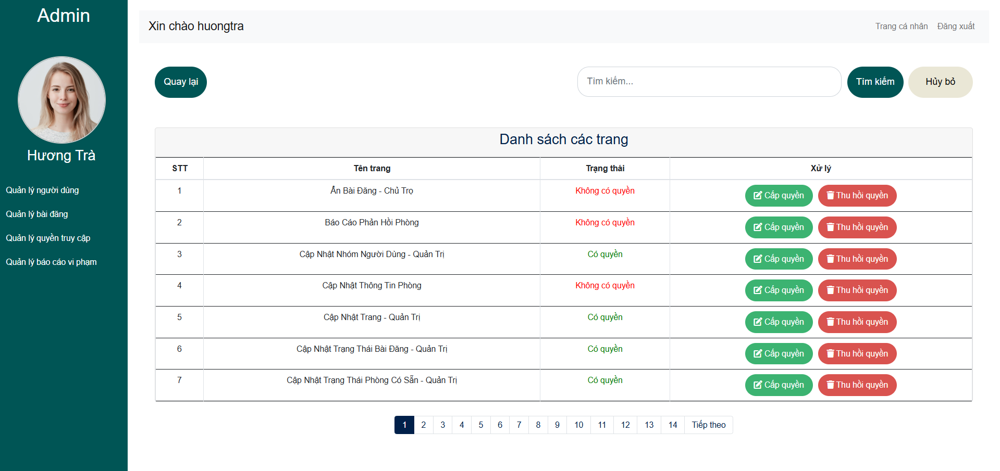 Admin
Hương Trà
Quản lý người dùng
Quản lý bài đăng
Quản lý quyền truy cập
Quản lý báo cáo vi phạm
Xin chào huongtra
Trang cá nhân Đăng xuất
Quay lại Tìm kiếm... Tìm kiếm Hủy bỏ
Danh sách các trang
STT Tên trang Trạng thái Xử lý
1 Ẩn Bài Đăng - Chủ Trọ Không có quyền Cấp quyền Thu hồi quyền
2 Báo Cáo Phản Hồi Phòng Không có quyền Cấp quyền Thu hồi quyền
3 Cập Nhật Nhóm Người Dùng - Quản Trị Có quyền Cấp quyền Thu hồi quyền
4 Cập Nhật Thông Tin Phòng Không có quyền Cấp quyền Thu hồi quyền
5 Cập Nhật Trang - Quản Trị Có quyền Cấp quyền Thu hồi quyền
6 Cập Nhật Trạng Thái Bài Đăng - Quản Trị Có quyền Cấp quyền Thu hồi quyền
7 Cập Nhật Trạng Thái Phòng Có Sẵn - Quản Trị Có quyền Cấp quyền Thu hồi quyền
1 2 3 4 5 6 7 8 9 10 11 12 13 14 Tiếp theo